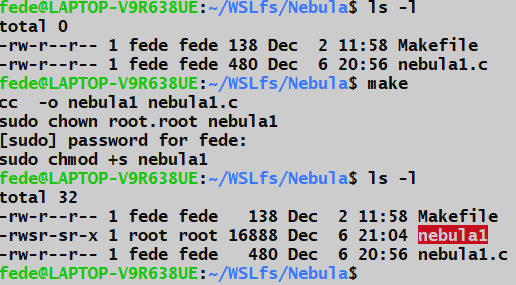 fede@LAPTOP-V9R638UE:~/WSLfs/Nebula$ ls -l
total 0
-rw-r--r-- 1 fede fede 138 Dec  2 11:58 Makefile
-rw-r--r-- 1 fede fede 480 Dec  6 20:56 nebula1.c
fede@LAPTOP-V9R638UE:~/WSLfs/Nebula$ make
cc  -o nebula1 nebula1.c
sudo chown root.root nebula1
[sudo] password for fede:
sudo chmod +s nebula1
fede@LAPTOP-V9R638UE:~/WSLfs/Nebula$ ls -l
total 32
-rw-r--r-- 1 fede fede   138 Dec  2 11:58 Makefile
-rwsr-sr-x 1 root root 16888 Dec  6 21:04 nebula1
-rw-r--r-- 1 fede fede   480 Dec  6 20:56 nebula1.c
fede@LAPTOP-V9R638UE:~/WSLfs/Nebula$